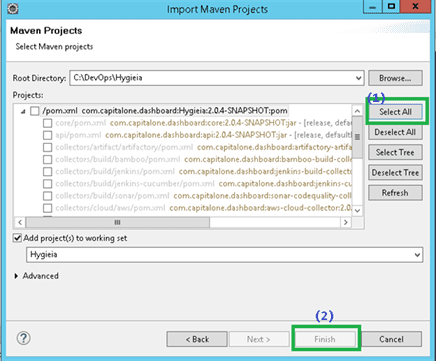 Import Maven Projects
Maven Projects
Select Maven projects
Root Directory: C:\DevOps\Hygieia Browse...
Projects: (1)
/pom.xml com.capitalone.dashboard:Hygieia:2.0.4-SNAPSHOT:pom Select All
core/pom.xml com.capitalone.dashboard:core:2.0.4-SNAPSHOT:jar - [release, defau
api/pom.xml com.capitalone.dashboard:api:2.0.4-SNAPSHOT:jar - [release, default Deselect All
collectors/artifact/artifactory/pom.xml com.capitalone.dashboard:artifactory-artifac
collectors/build/bamboo/pom.xml com.capitalone.dashboard:bamboo-build-collec Select Tree
collectors/build/jenkins/pom.xml com.capitalone.dashboard:jenkins-build-collecto
collectors/build/jenkins-cucumber/pom.xml com.capitalone.dashboard:jenkins-cu Deselect Tree
collectors/build/sonar/pom.xml com.capitalone.dashboard:sonar-codequality-coll
collectors/cloud/aws/pom.xml com.capitalone.dashboard:aws-cloud-collector:2.0. Refresh
Add project(s) to working set
Hygieia
Advanced
(2)
? < Back Next > Finish Cancel